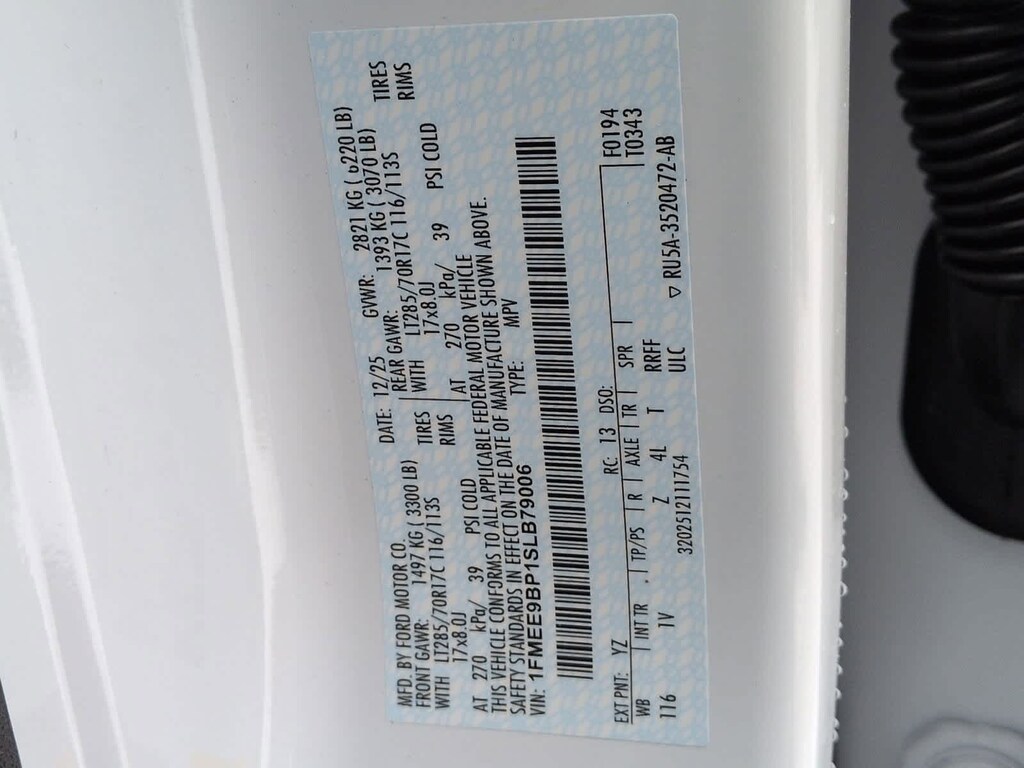 MFD. BY FORD MOTOR CO. DATE: 12/25 GVWR: 2821 KG ( 6220 LB)
FRONT GAWR: 1497 KG ( 3300 LB) REAR GAWR: 1393 KG ( 3070 LB)
WITH LT285/70R17C 116/113S TIRES WITH LT285/70R17C 116/113S TIRES
17x8.0J RIMS 17x8.0J RIMS
AT 270 kPa/ 39 PSI COLD AT 270 kPa/ 39 PSI COLD
THIS VEHICLE CONFORMS TO ALL APPLICABLE FEDERAL MOTOR VEHICLE
SAFETY STANDARDS IN EFFECT ON THE DATE OF MANUFACTURE SHOWN ABOVE.
VIN: 1FMEE9BP1SLB79006 TYPE: MPV
EXT PNT: YZ RC: 13 DSO: F0194
WB INT TR . TP/PS R AXLE TR SPR T0343
116 1V Z 4L T RRFF
3202512111754 ULC ▽ RU5A-3520472-AB